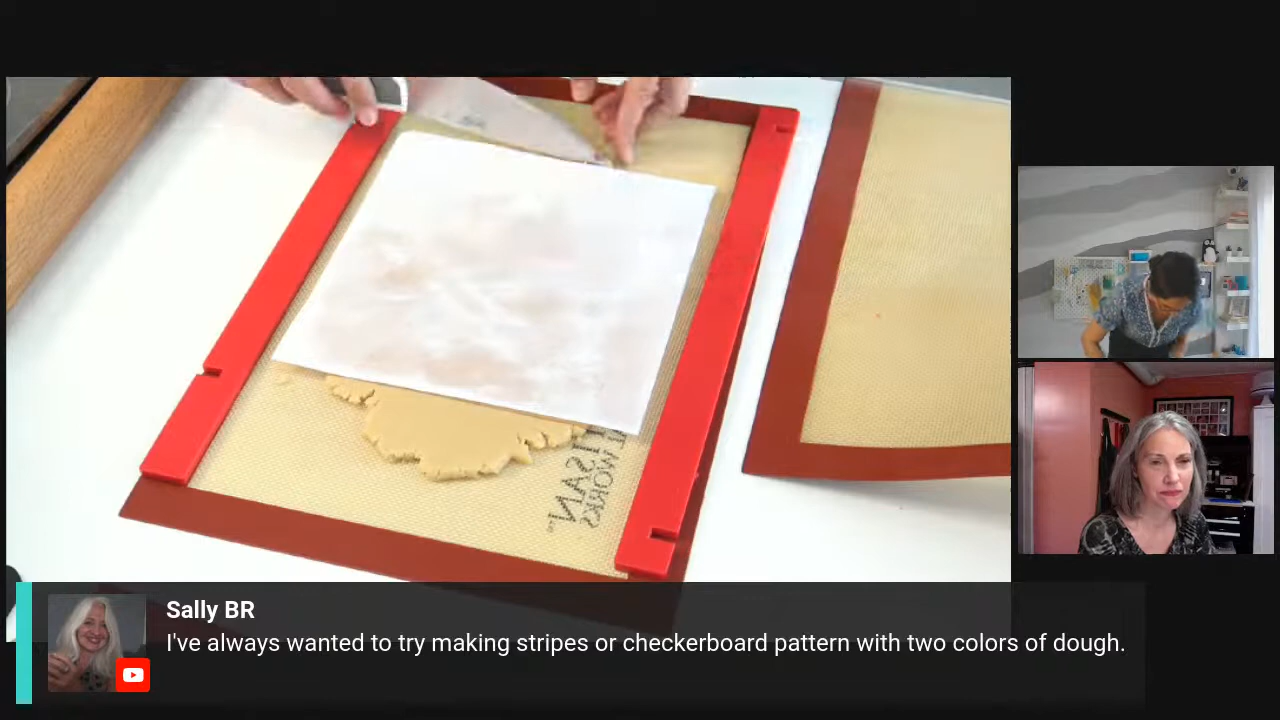 Sally BR
I've always wanted to try making stripes or checkerboard pattern with two colors of dough.